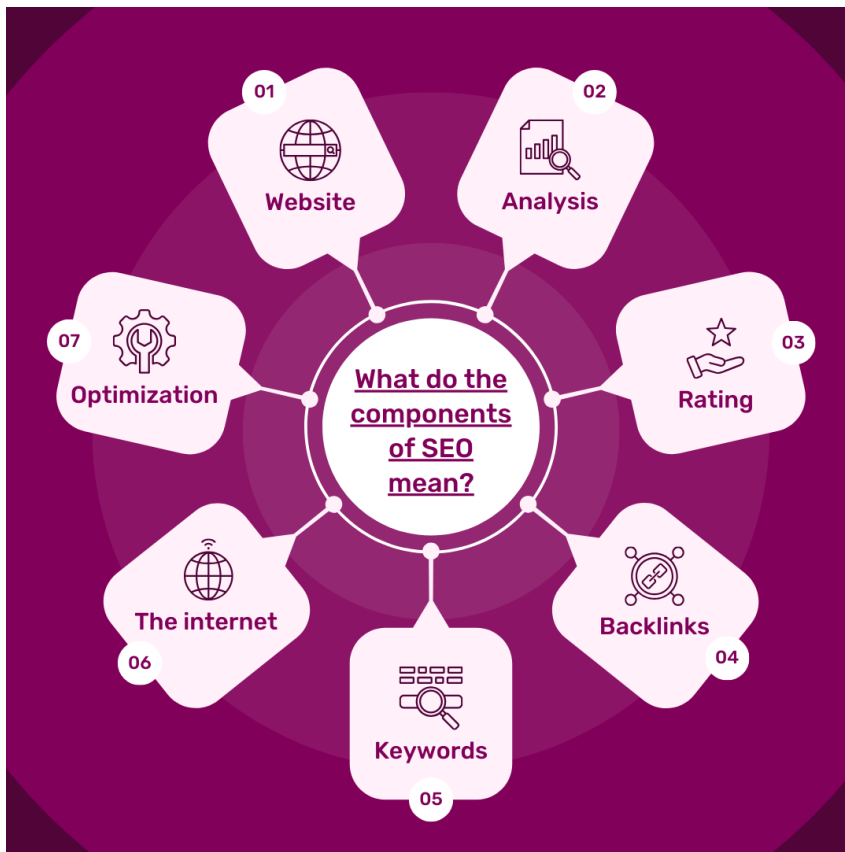 What do the
components
of SEO
mean?
01
Website
02
Analysis
03
Rating
Backlinks
04
Keywords
05
The internet
06
07
Optimization